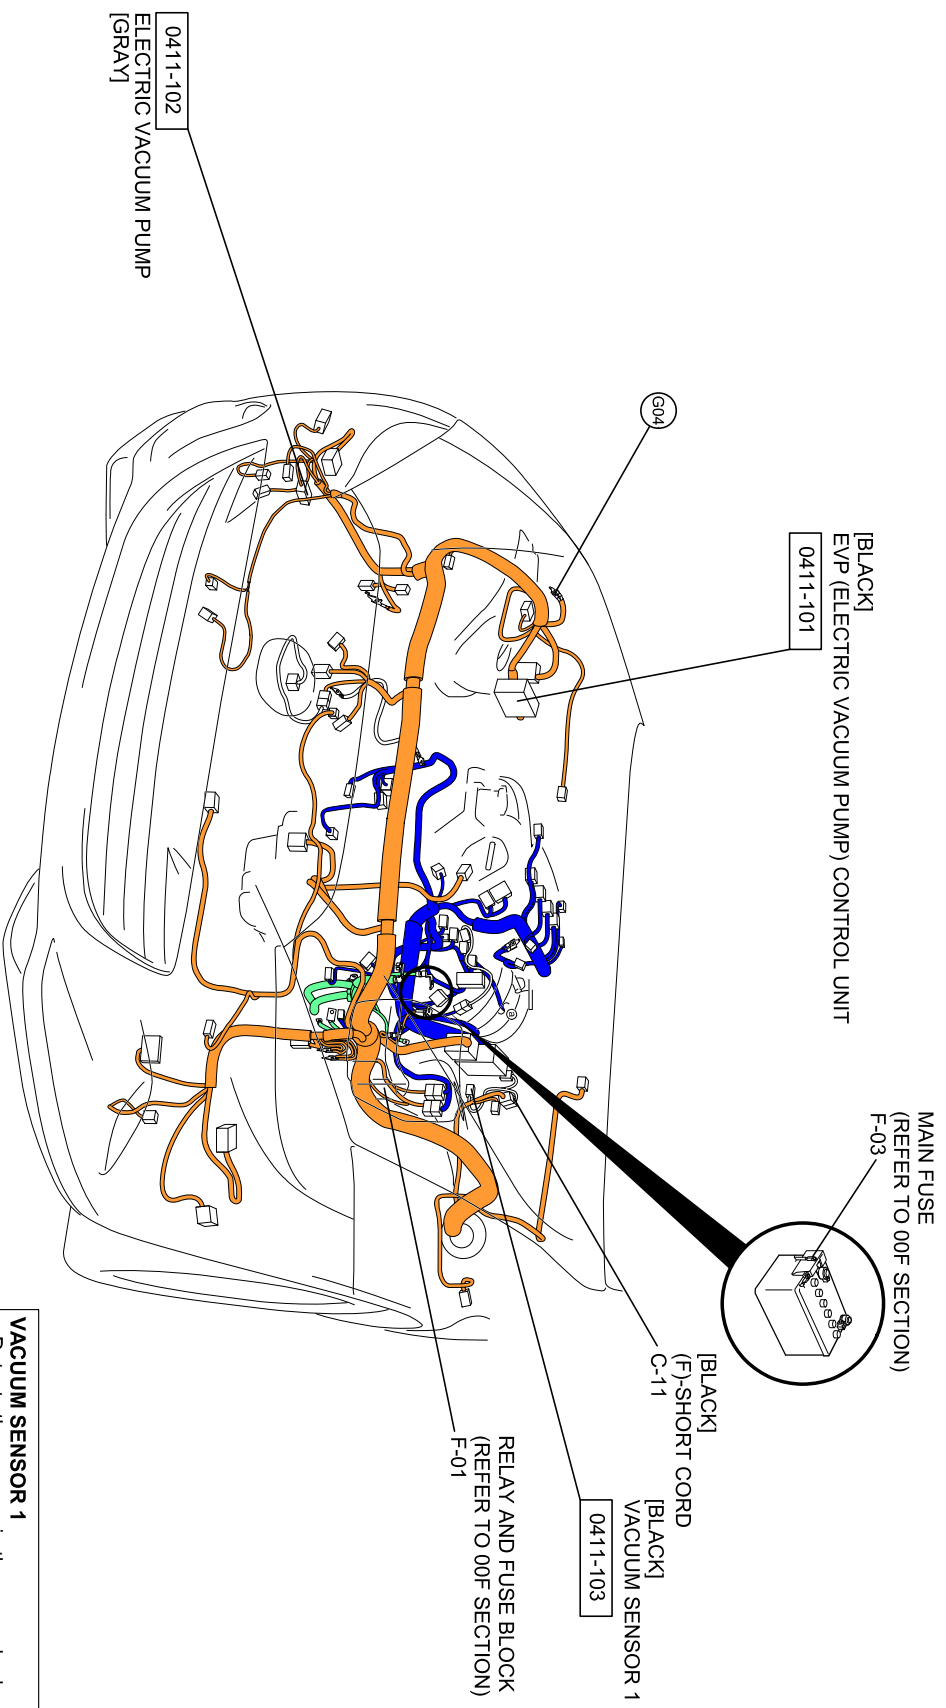 0411-102
ELECTRIC VACUUM PUMP
[GRAY]
G04
[BLACK]
EVP (ELECTRIC VACUUM PUMP) CONTROL UNIT
0411-101
MAIN FUSE
(REFER TO 00F SECTION)
F-03
[BLACK]
(F)-SHORT CORD
C-11
[BLACK]
VACUUM SENSOR 1
0411-103
RELAY AND FUSE BLOCK
(REFER TO 00F SECTION)
F-01
VACUUM SENSOR 1